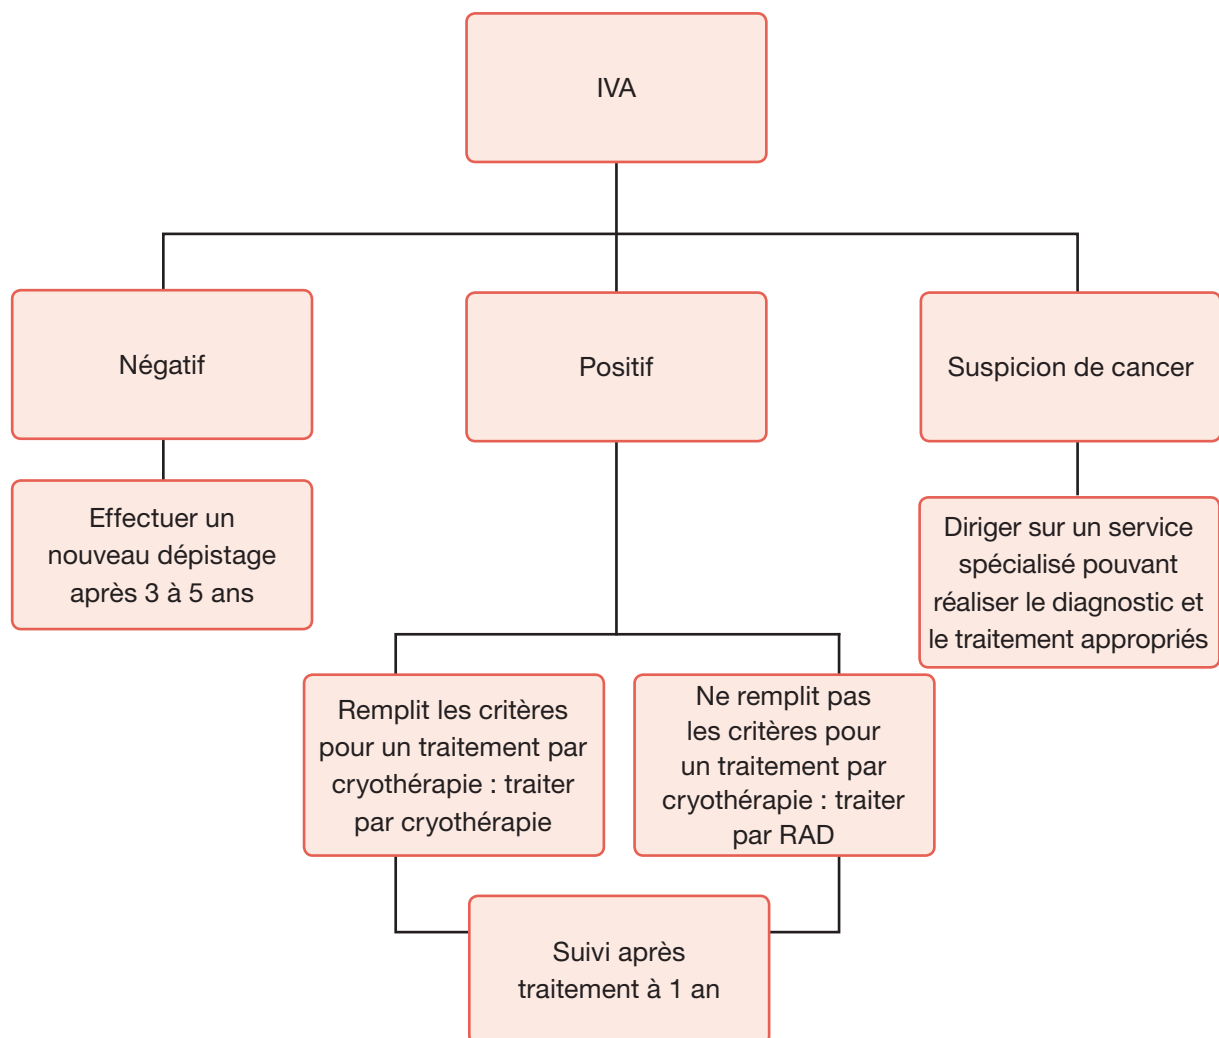 IVA
Négatif
Positif
Suspicion de cancer
Effectuer un
nouveau dépistage
après 3 à 5 ans
Diriger sur un service
spécialisé pouvant
réaliser le diagnostic et
le traitement appropriés
Remplit les critères
pour un traitement par
cryothérapie : traiter
par cryothérapie
Ne remplit pas
les critères pour
un traitement par
cryothérapie : traiter
par RAD
Suivi après
traitement à 1 an